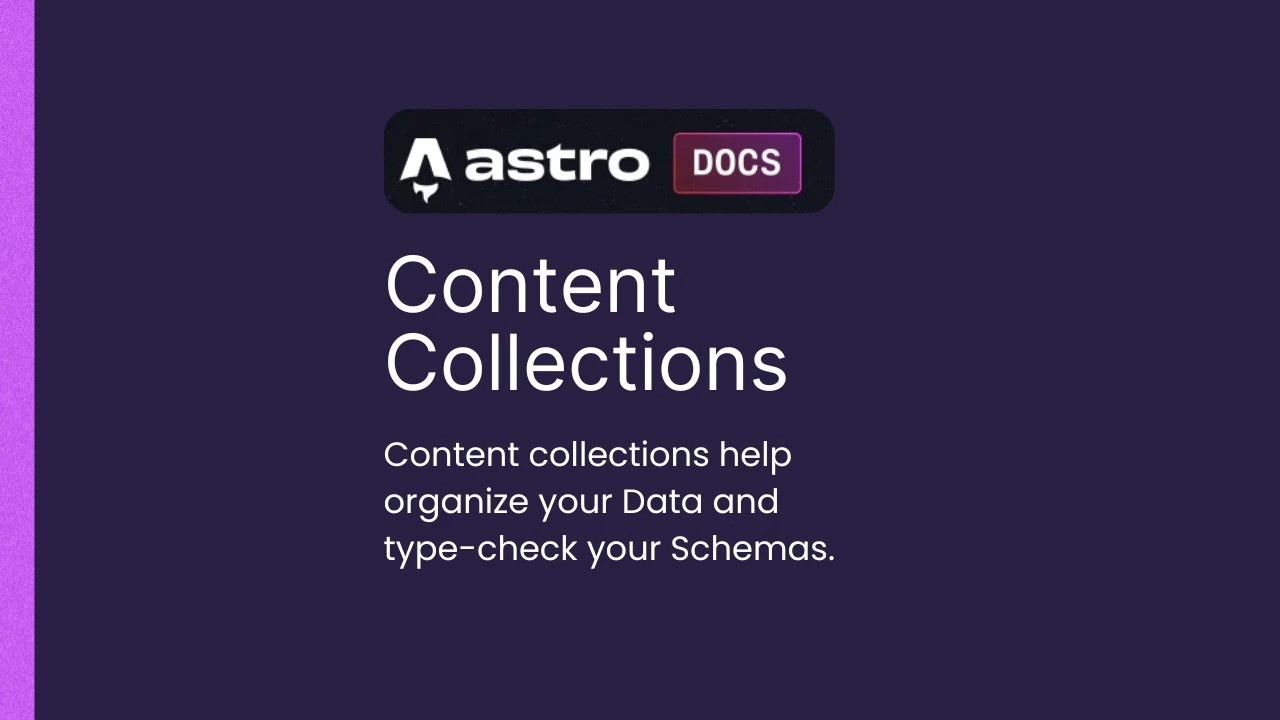 astro DOCS
Content
Collections
Content collections help
organize your Data and
type-check your Schemas.